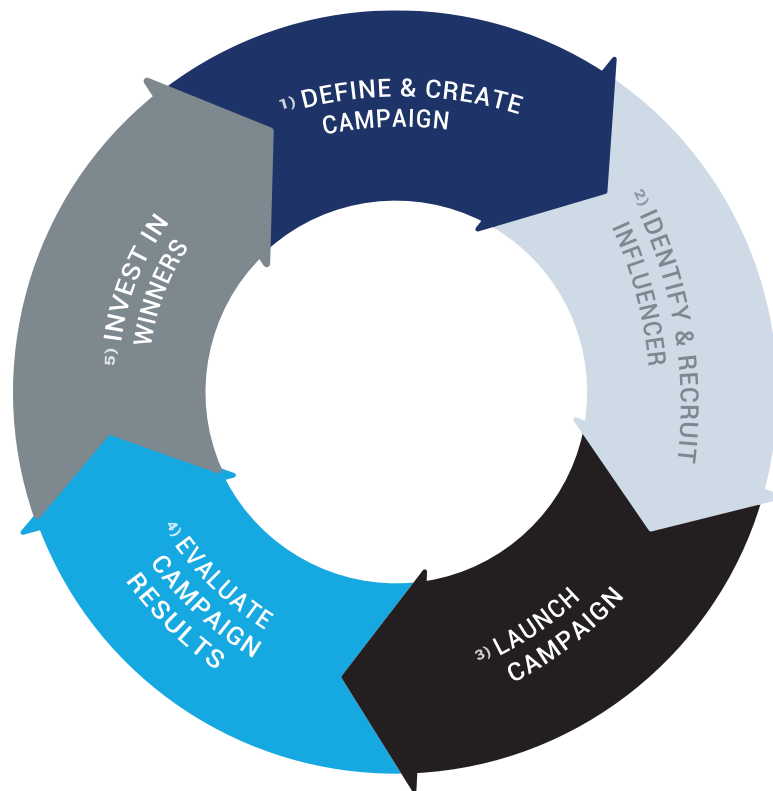 1) DEFINE & CREATE
CAMPAIGN
2) IDENTIFY & RECRUIT
INFLUENCER
3) LAUNCH
CAMPAIGN
4) EVALUATE
CAMPAIGN
RESULTS
5) INVEST IN
WINNERS